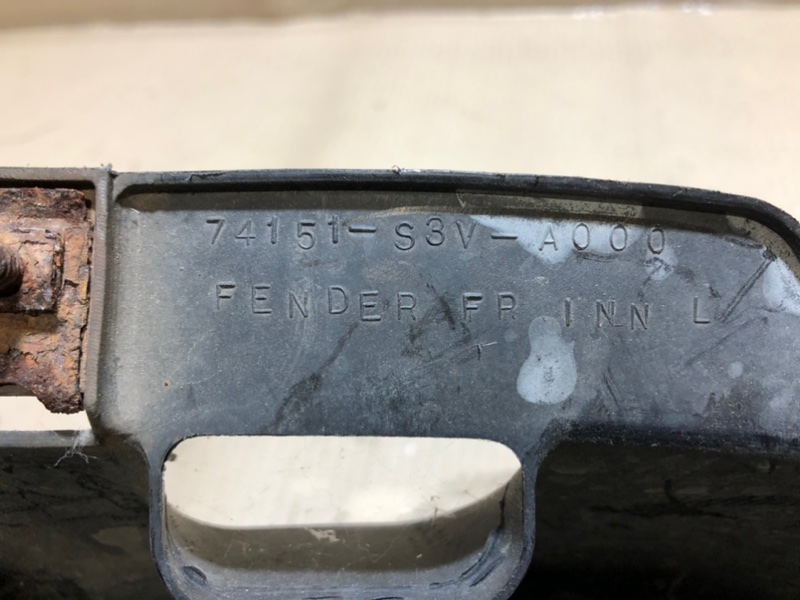 74151-S3V-A000
FENDER FR INN L